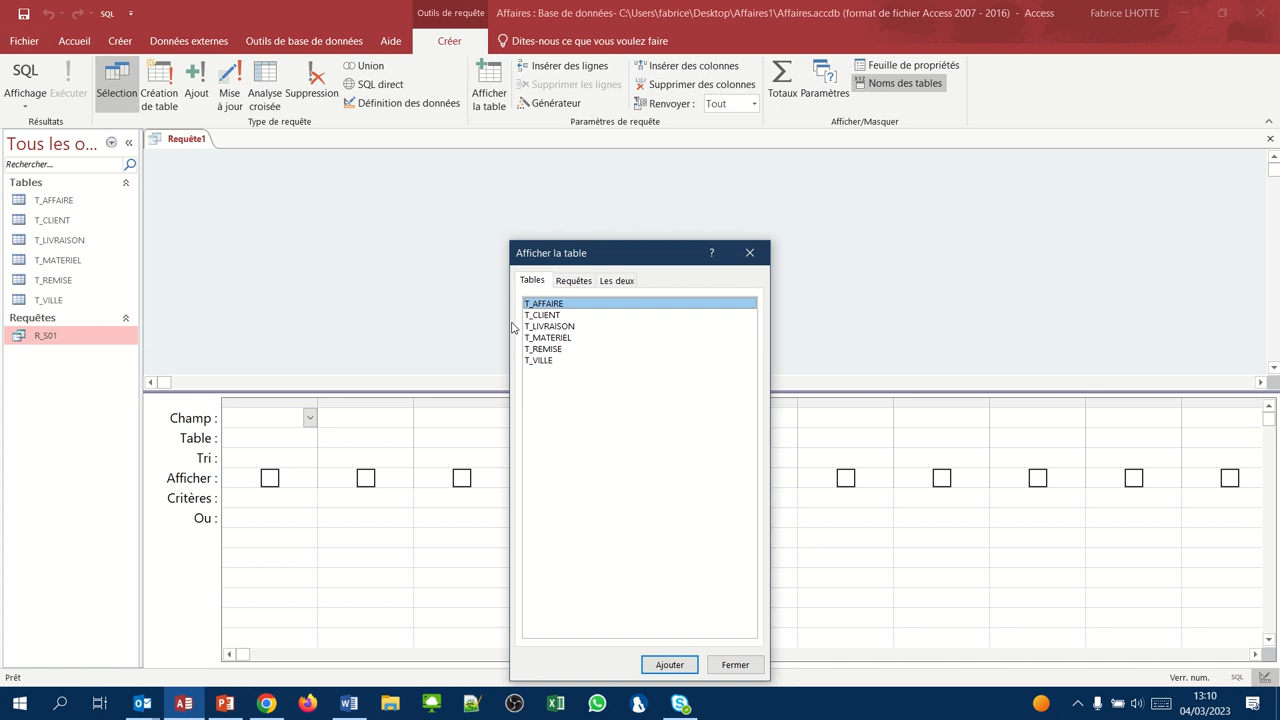 SQL
Outils de requête
Affaires : Base de données- C:\Users\fabrice\Desktop\Affaires1\Affaires.accdb (format de fichier Access 2007 - 2016) - Access
Fabrice LHOTTE
Fichier
Accueil
Créer
Données externes
Outils de base de données
Aide
Créer
Dites-nous ce que vous voulez faire
SQL
Affichage
!
Exécuter
Résultats
Sélection
Création de table
Ajout
Mise à jour
Analyse croisée
Suppression
Union
SQL direct
Définition des données
Type de requête
Afficher la table
Insérer des lignes
Supprimer les lignes
Générateur
Insérer des colonnes
Supprimer des colonnes
Renvoyer : Tout
Paramètres de requête
Totaux
Paramètres
Feuille de propriétés
Noms des tables
Afficher/Masquer
Tous les o...
Rechercher...
Tables
T_AFFAIRE
T_CLIENT
T_LIVRAISON
T_MATERIEL
T_REMISE
T_VILLE
Requêtes
R_S01
Requête1
Afficher la table
?
Tables
Requêtes
Les deux
T_AFFAIRE
T_CLIENT
T_LIVRAISON
T_MATERIEL
T_REMISE
T_VILLE
Ajouter
Fermer
Champ :
Table :
Tri :
Afficher :
Critères :
Ou :
Prêt
Verr. num.
SQL
13:10
04/03/2023